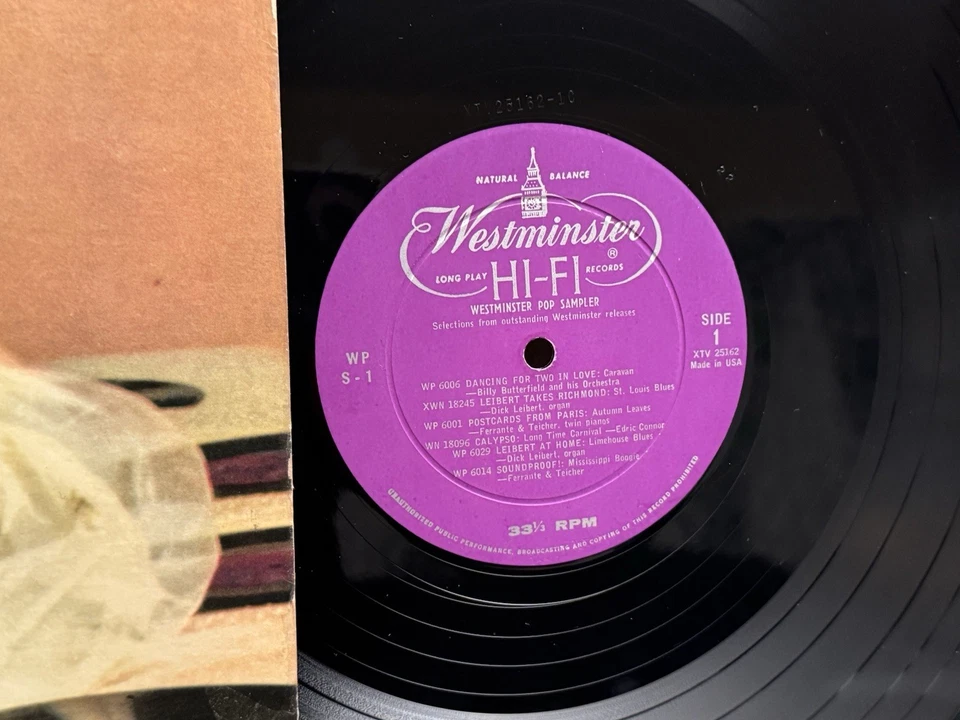 XTV 25162-1C
NATURAL BALANCE
Westminster ®
LONG PLAY HI-FI RECORDS
WESTMINSTER POP SAMPLER
Selections from outstanding Westminster releases
SIDE
1
XTV 25162
Made in USA
WP
S-1
WP 6006 DANCING FOR TWO IN LOVE: Caravan
—Billy Butterfield and his Orchestra
XWN 18245 LEIBERT TAKES RICHMOND: St. Louis Blues
—Dick Leibert, organ
WP 6001 POSTCARDS FROM PARIS: Autumn Leaves
—Ferrante & Teicher, twin pianos
WN 18096 CALYPSO: Long Time Carnival —Edric Connor
WP 6029 LEIBERT AT HOME: Limehouse Blues
—Dick Leibert, organ
WP 6014 SOUNDPROOF!: Mississippi Boogie
—Ferrante & Teicher
33⅓ RPM
UNAUTHORISED PUBLIC PERFORMANCE, BROADCASTING AND COPYING OF THIS RECORD PROHIBITED